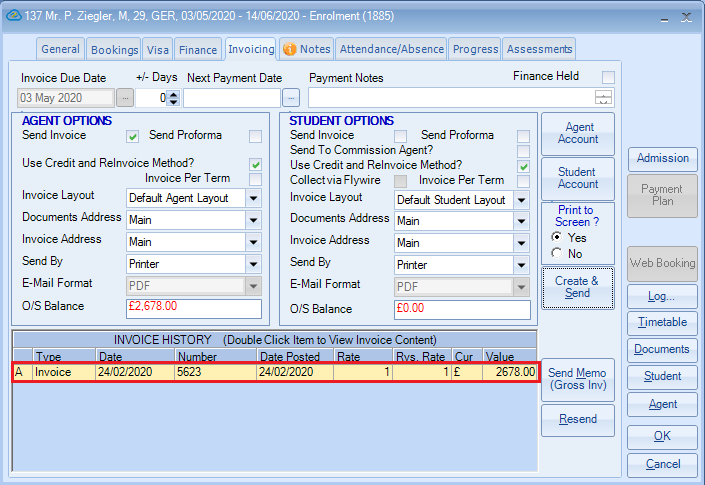 137 Mr. P. Ziegler, M, 29, GER, 03/05/2020 - 14/06/2020 - Enrolment (1885)
General Bookings Visa Finance Invoicing Notes Attendance/Absence Progress Assessments
Invoice Due Date +/- Days Next Payment Date Payment Notes Finance Held
03 May 2020 ... 0 ...
AGENT OPTIONS
Send Invoice Send Proforma
Use Credit and ReInvoice Method?
Invoice Per Term
Invoice Layout Default Agent Layout
Documents Address Main
Invoice Address Main
Send By Printer
E-Mail Format PDF
O/S Balance £2,678.00
STUDENT OPTIONS
Send Invoice Send Proforma
Send To Commission Agent?
Use Credit and ReInvoice Method?
Collect via Flywire Invoice Per Term
Invoice Layout Default Student Layout
Documents Address Main
Invoice Address Main
Send By Printer
E-Mail Format PDF
O/S Balance £0.00
Agent
Account
Student
Account
Print to
Screen ?
Yes
No
Create &
Send
INVOICE HISTORY (Double Click Item to View Invoice Content)
Type Date Number Date Posted Rate Rvs. Rate Cur Value
A Invoice 24/02/2020 5623 24/02/2020 1 1 £ 2678.00
Send Memo
(Gross Inv)
Resend
Admission
Payment
Plan
Web Booking
Log...
Timetable
Documents
Student
Agent
OK
Cancel